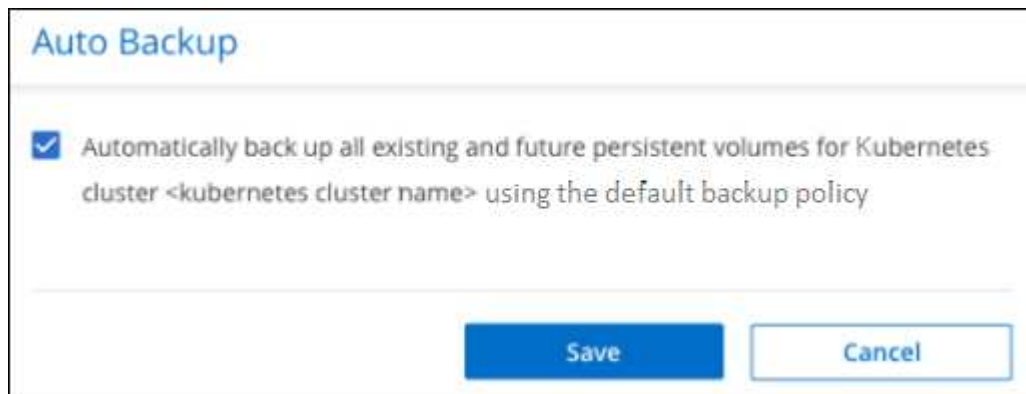 Auto Backup
Automatically back up all existing and future persistent volumes for Kubernetes
cluster <kubernetes cluster name> using the default backup policy
Save
Cancel